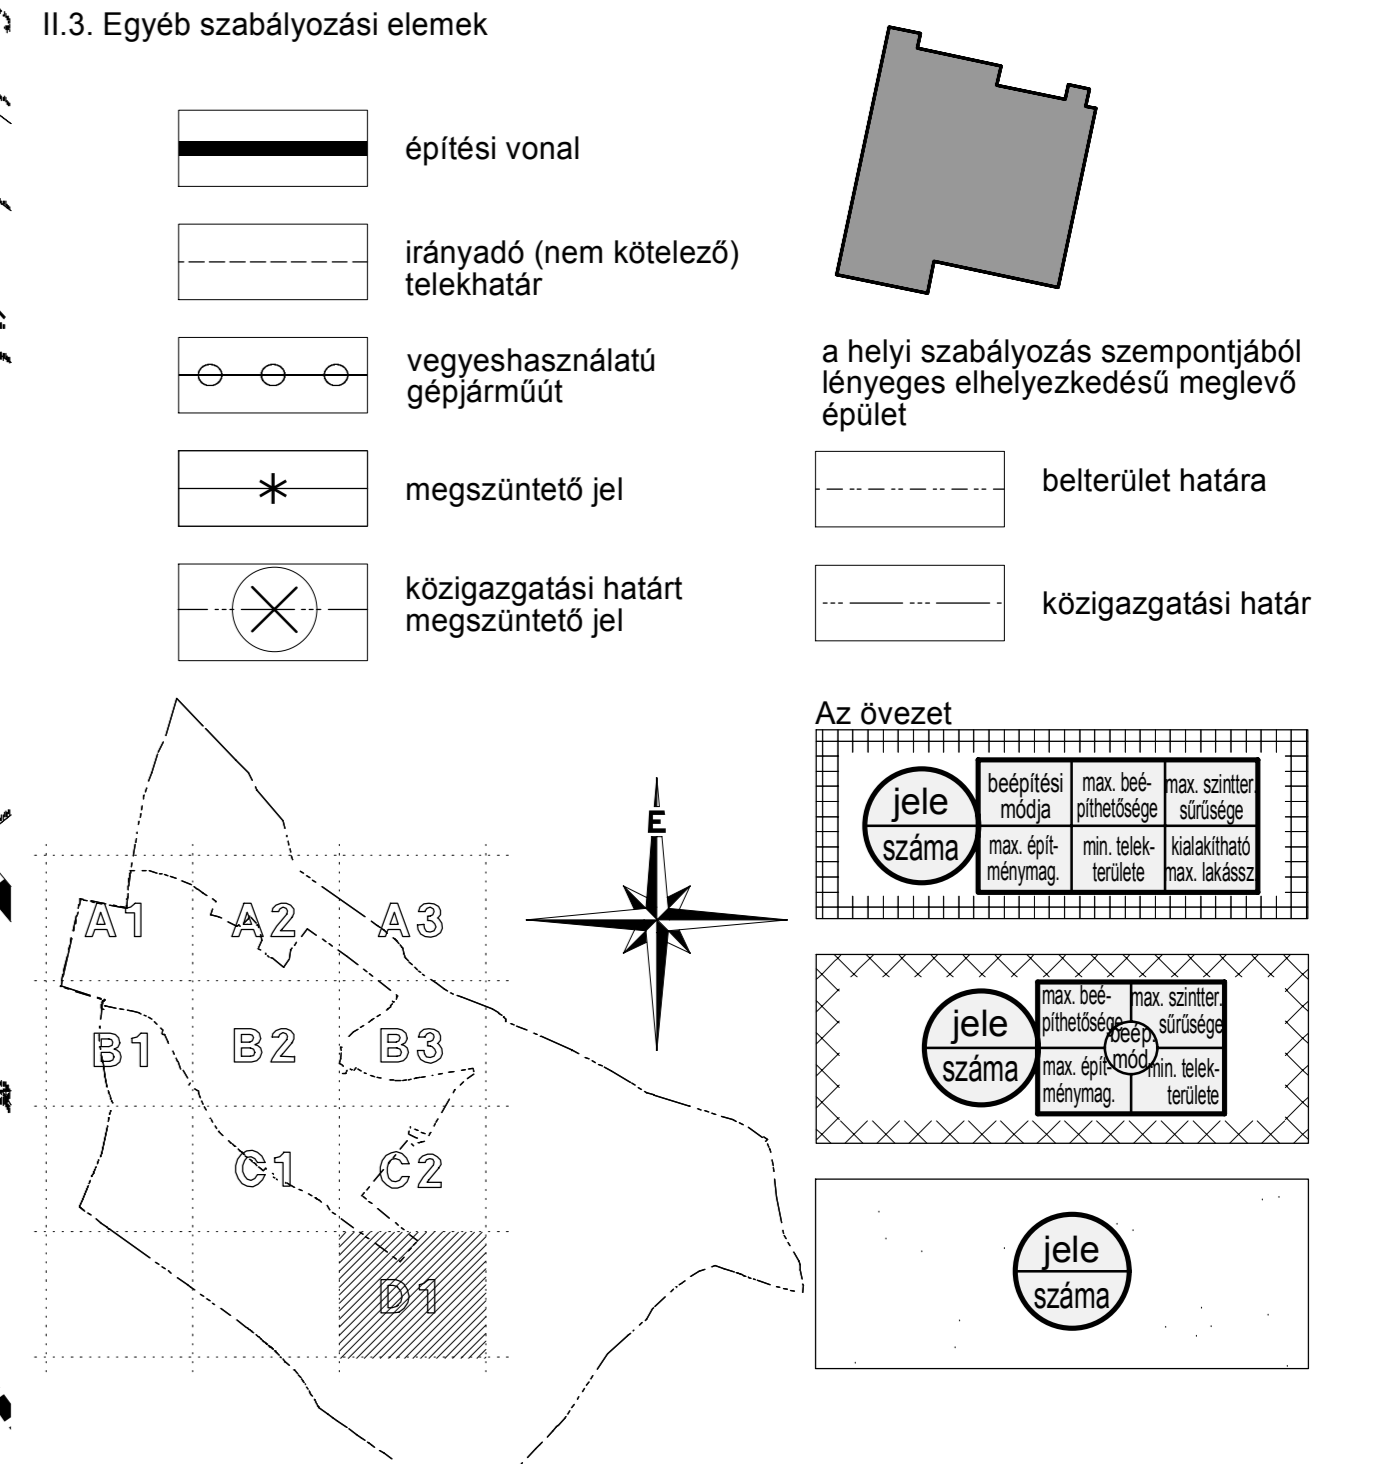 II.3. Egyéb szabályozási elemek
építési vonal
irányadó (nem kötelező)
telekhatár
vegyeshasználatú
gépjárműút
megszüntető jel
közigazgatási határt
megszüntető jel
a helyi szabályozás szempontjából
lényeges elhelyezkedésű meglevő
épület
belterület határa
közigazgatási határ
A1 A2 A3
B1 B2 B3
C1 C2
D1
E
Az övezet
jele
száma
beépítési
módja
max. beé-
píthetősége
max. szintter.
sűrűsége
max. épít-
ménymag.
min. telek-
területe
kialakítható
max. lakássz.
jele
száma
max. beé-
píthetősége
max. szintter.
sűrűsége
beép.
mód
max. épít-
ménymag.
min. telek-
területe
jele
száma